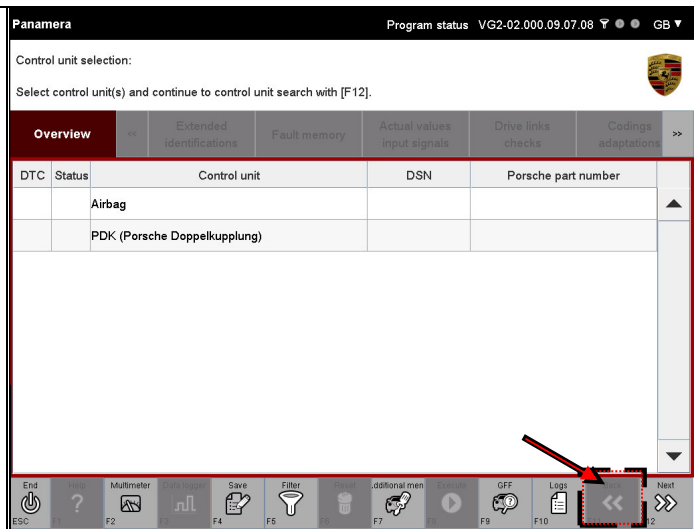 Panamera Program status VG2-02.000.09.07.08 GB
Control unit selection:
Select control unit(s) and continue to control unit search with [F12].
Overview << Extended identifications Fault memory Actual values input signals Drive links checks Codings adaptations >>
DTC Status Control unit DSN Porsche part number
Airbag
PDK (Porsche Doppelkupplung)
End Help Multimeter Data logger Save Filter Reset dditional men Execute GFF Logs Next
ESC F1 F2 F3 F4 F5 F6 F7 F8 F9 F10 12